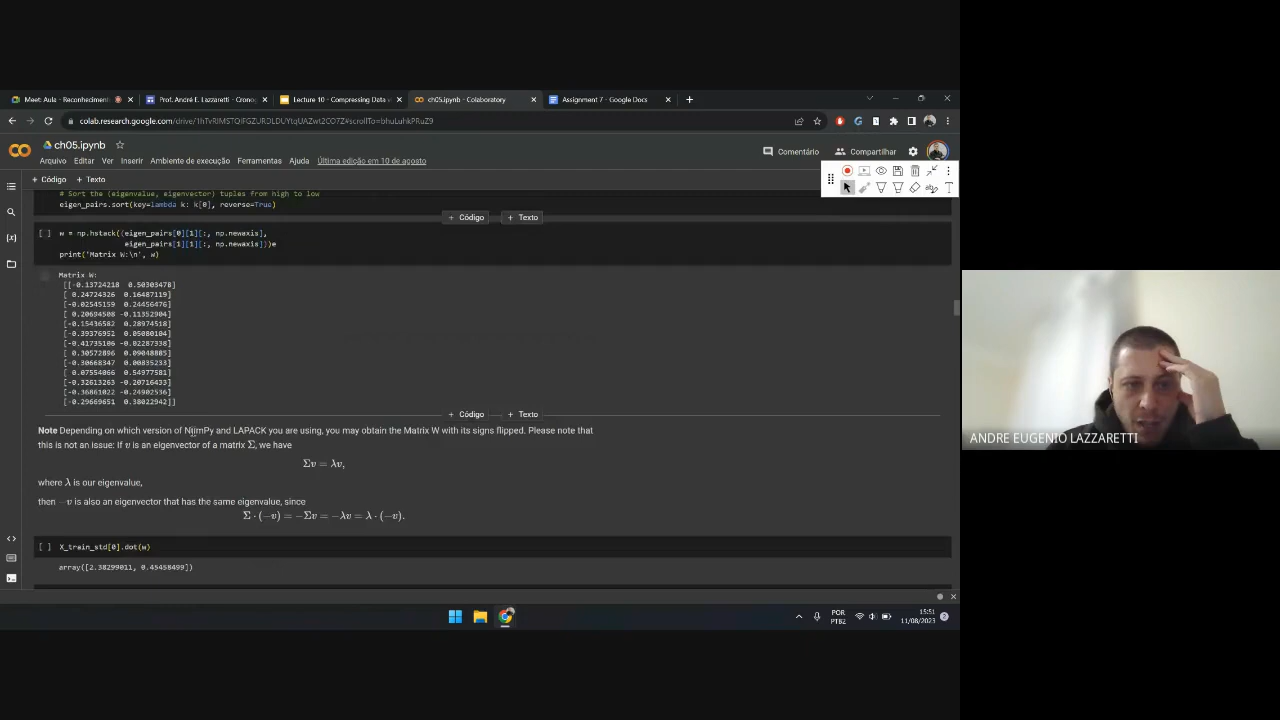 Meet: Aula - Reconhecimen
Prof. André E. Lazzaretti - Crono
Lecture 10 - Compressing Data v
ch05.ipynb - Colaboratory
Assignment 7 - Google Docs
ch05.ipynb
Comentário
Compartilhar
Arquivo Editar Ver Inserir Ambiente de execução Ferramentas Ajuda Última edição em 10 de agosto
+ Código + Texto
# Sort the (eigenvalue, eigenvector) tuples from high to low
eigen_pairs.sort(key=lambda k: k[0], reverse=True)
+ Código + Texto
[ ] w = np.hstack((eigen_pairs[0][1][:, np.newaxis],
eigen_pairs[1][1][:, np.newaxis]))e
print('Matrix W:\n', w)
Matrix W:
[[-0.13724218 0.50303478]
[ 0.24724326 0.16487119]
[-0.02545159 0.24456476]
[ 0.20694508 -0.11352904]
[-0.15436582 0.28974518]
[-0.39376952 0.05080104]
[-0.41735106 -0.02287338]
[ 0.30572896 0.09048885]
[-0.30668347 0.00835233]
[ 0.07554066 0.54977581]
[-0.32613263 -0.20716433]
[-0.36861022 -0.24902536]
[-0.29669651 0.38022942]]
+ Código + Texto
Note Depending on which version of NumPy and LAPACK you are using, you may obtain the Matrix W with its signs flipped. Please note that
this is not an issue: If v is an eigenvector of a matrix Σ, we have
Σv = λv,
where λ is our eigenvalue,
then −v is also an eigenvector that has the same eigenvalue, since
Σ · (−v) = −Σv = −λv = λ · (−v).
[ ] X_train_std[0].dot(w)
array([2.38299011, 0.45458499])
POR
PTB2
15:51
11/08/2023
2
ANDRE EUGENIO LAZZARETTI